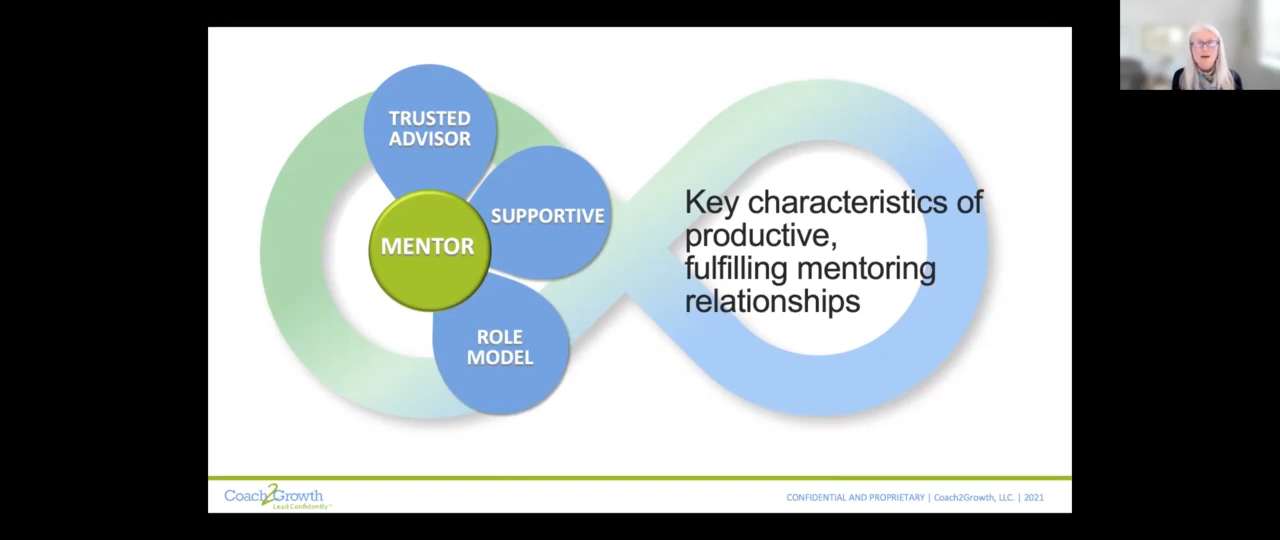 TRUSTED
ADVISOR
SUPPORTIVE
MENTOR
ROLE
MODEL
Key characteristics of
productive,
fulfilling mentoring
relationships
Coach2Growth
Lead Confidently™
CONFIDENTIAL AND PROPRIETARY | Coach2Growth, LLC. | 2021